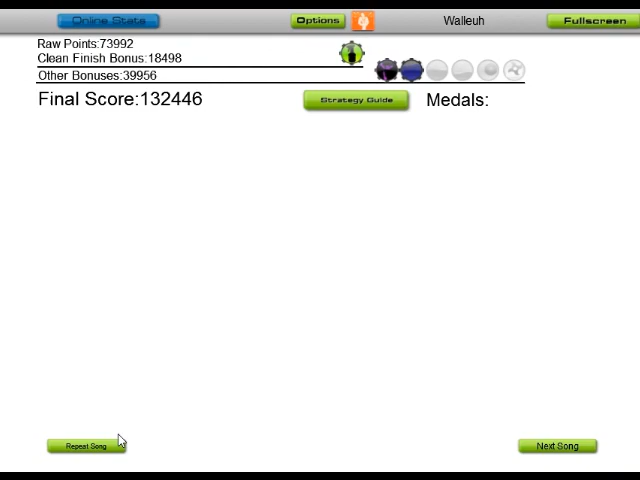 Online Stats
Options
Walleuh
Fullscreen
Raw Points:73992
Clean Finish Bonus:18498
Other Bonuses:39956
Final Score:132446
Strategy Guide
Medals:
Repeat Song
Next Song